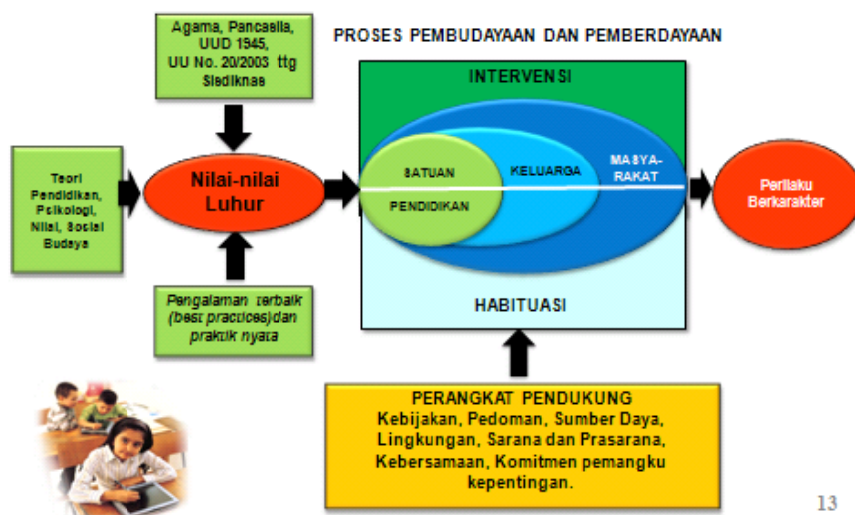 Agama, Pancasila,
UUD 1945,
UU No. 20/2003 ttg
Sisdiknas
PROSES PEMBUDAYAAN DAN PEMBERDAYAAN
INTERVENSI
Teori
Pendidikan,
Psikologi,
Nilai, Sosial
Budaya
Nilai-nilai
Luhur
SATUAN
PENDIDIKAN
KELUARGA
MASYA-
RAKAT
Perilaku
Berkarakter
Pengalaman terbaik
(best practices)dan
praktik nyata
HABITUASI
PERANGKAT PENDUKUNG
Kebijakan, Pedoman, Sumber Daya,
Lingkungan, Sarana dan Prasarana,
Kebersamaan, Komitmen pemangku
kepentingan.
13